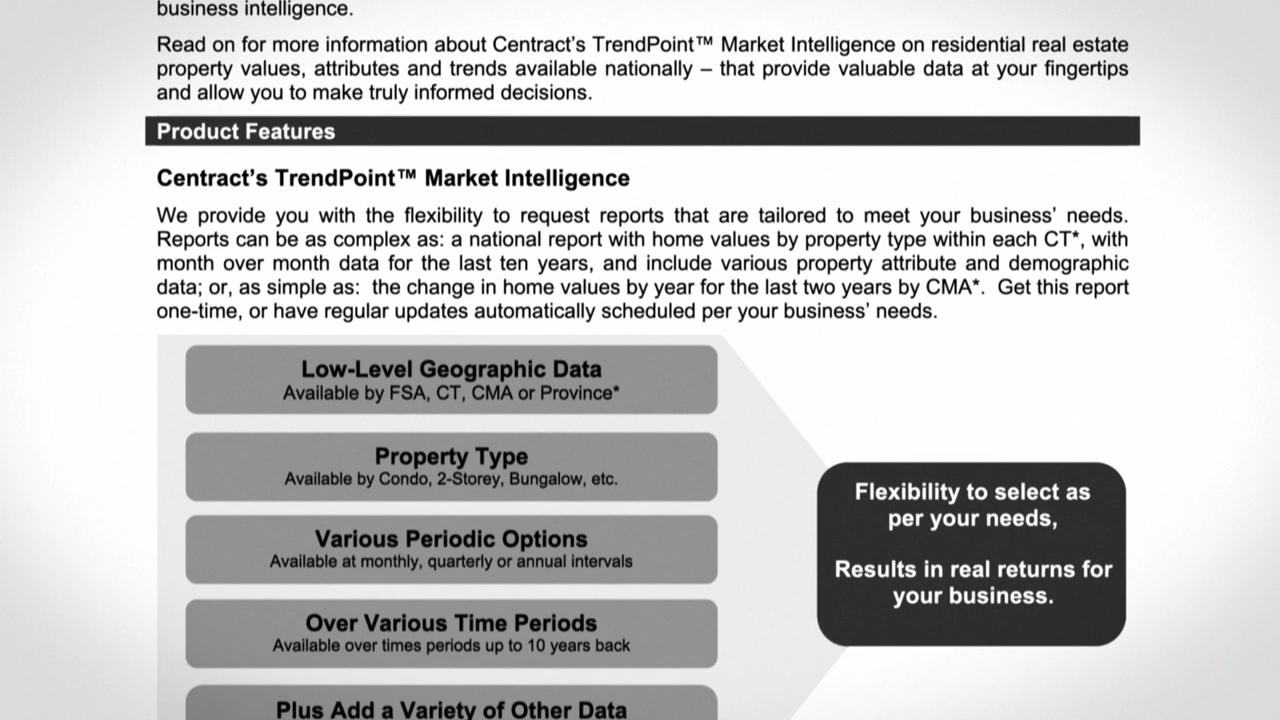 business intelligence.
Read on for more information about Centract's TrendPoint™ Market Intelligence on residential real estate
property values, attributes and trends available nationally – that provide valuable data at your fingertips
and allow you to make truly informed decisions.
Product Features
Centract's TrendPoint™ Market Intelligence
We provide you with the flexibility to request reports that are tailored to meet your business' needs.
Reports can be as complex as: a national report with home values by property type within each CT*, with
month over month data for the last ten years, and include various property attribute and demographic
data; or, as simple as: the change in home values by year for the last two years by CMA*. Get this report
one-time, or have regular updates automatically scheduled per your business' needs.
Low-Level Geographic Data
Available by FSA, CT, CMA or Province*
Property Type
Available by Condo, 2-Storey, Bungalow, etc.
Various Periodic Options
Available at monthly, quarterly or annual intervals
Over Various Time Periods
Available over times periods up to 10 years back
Plus Add a Variety of Other Data
Flexibility to select as
per your needs,
Results in real returns for
your business.